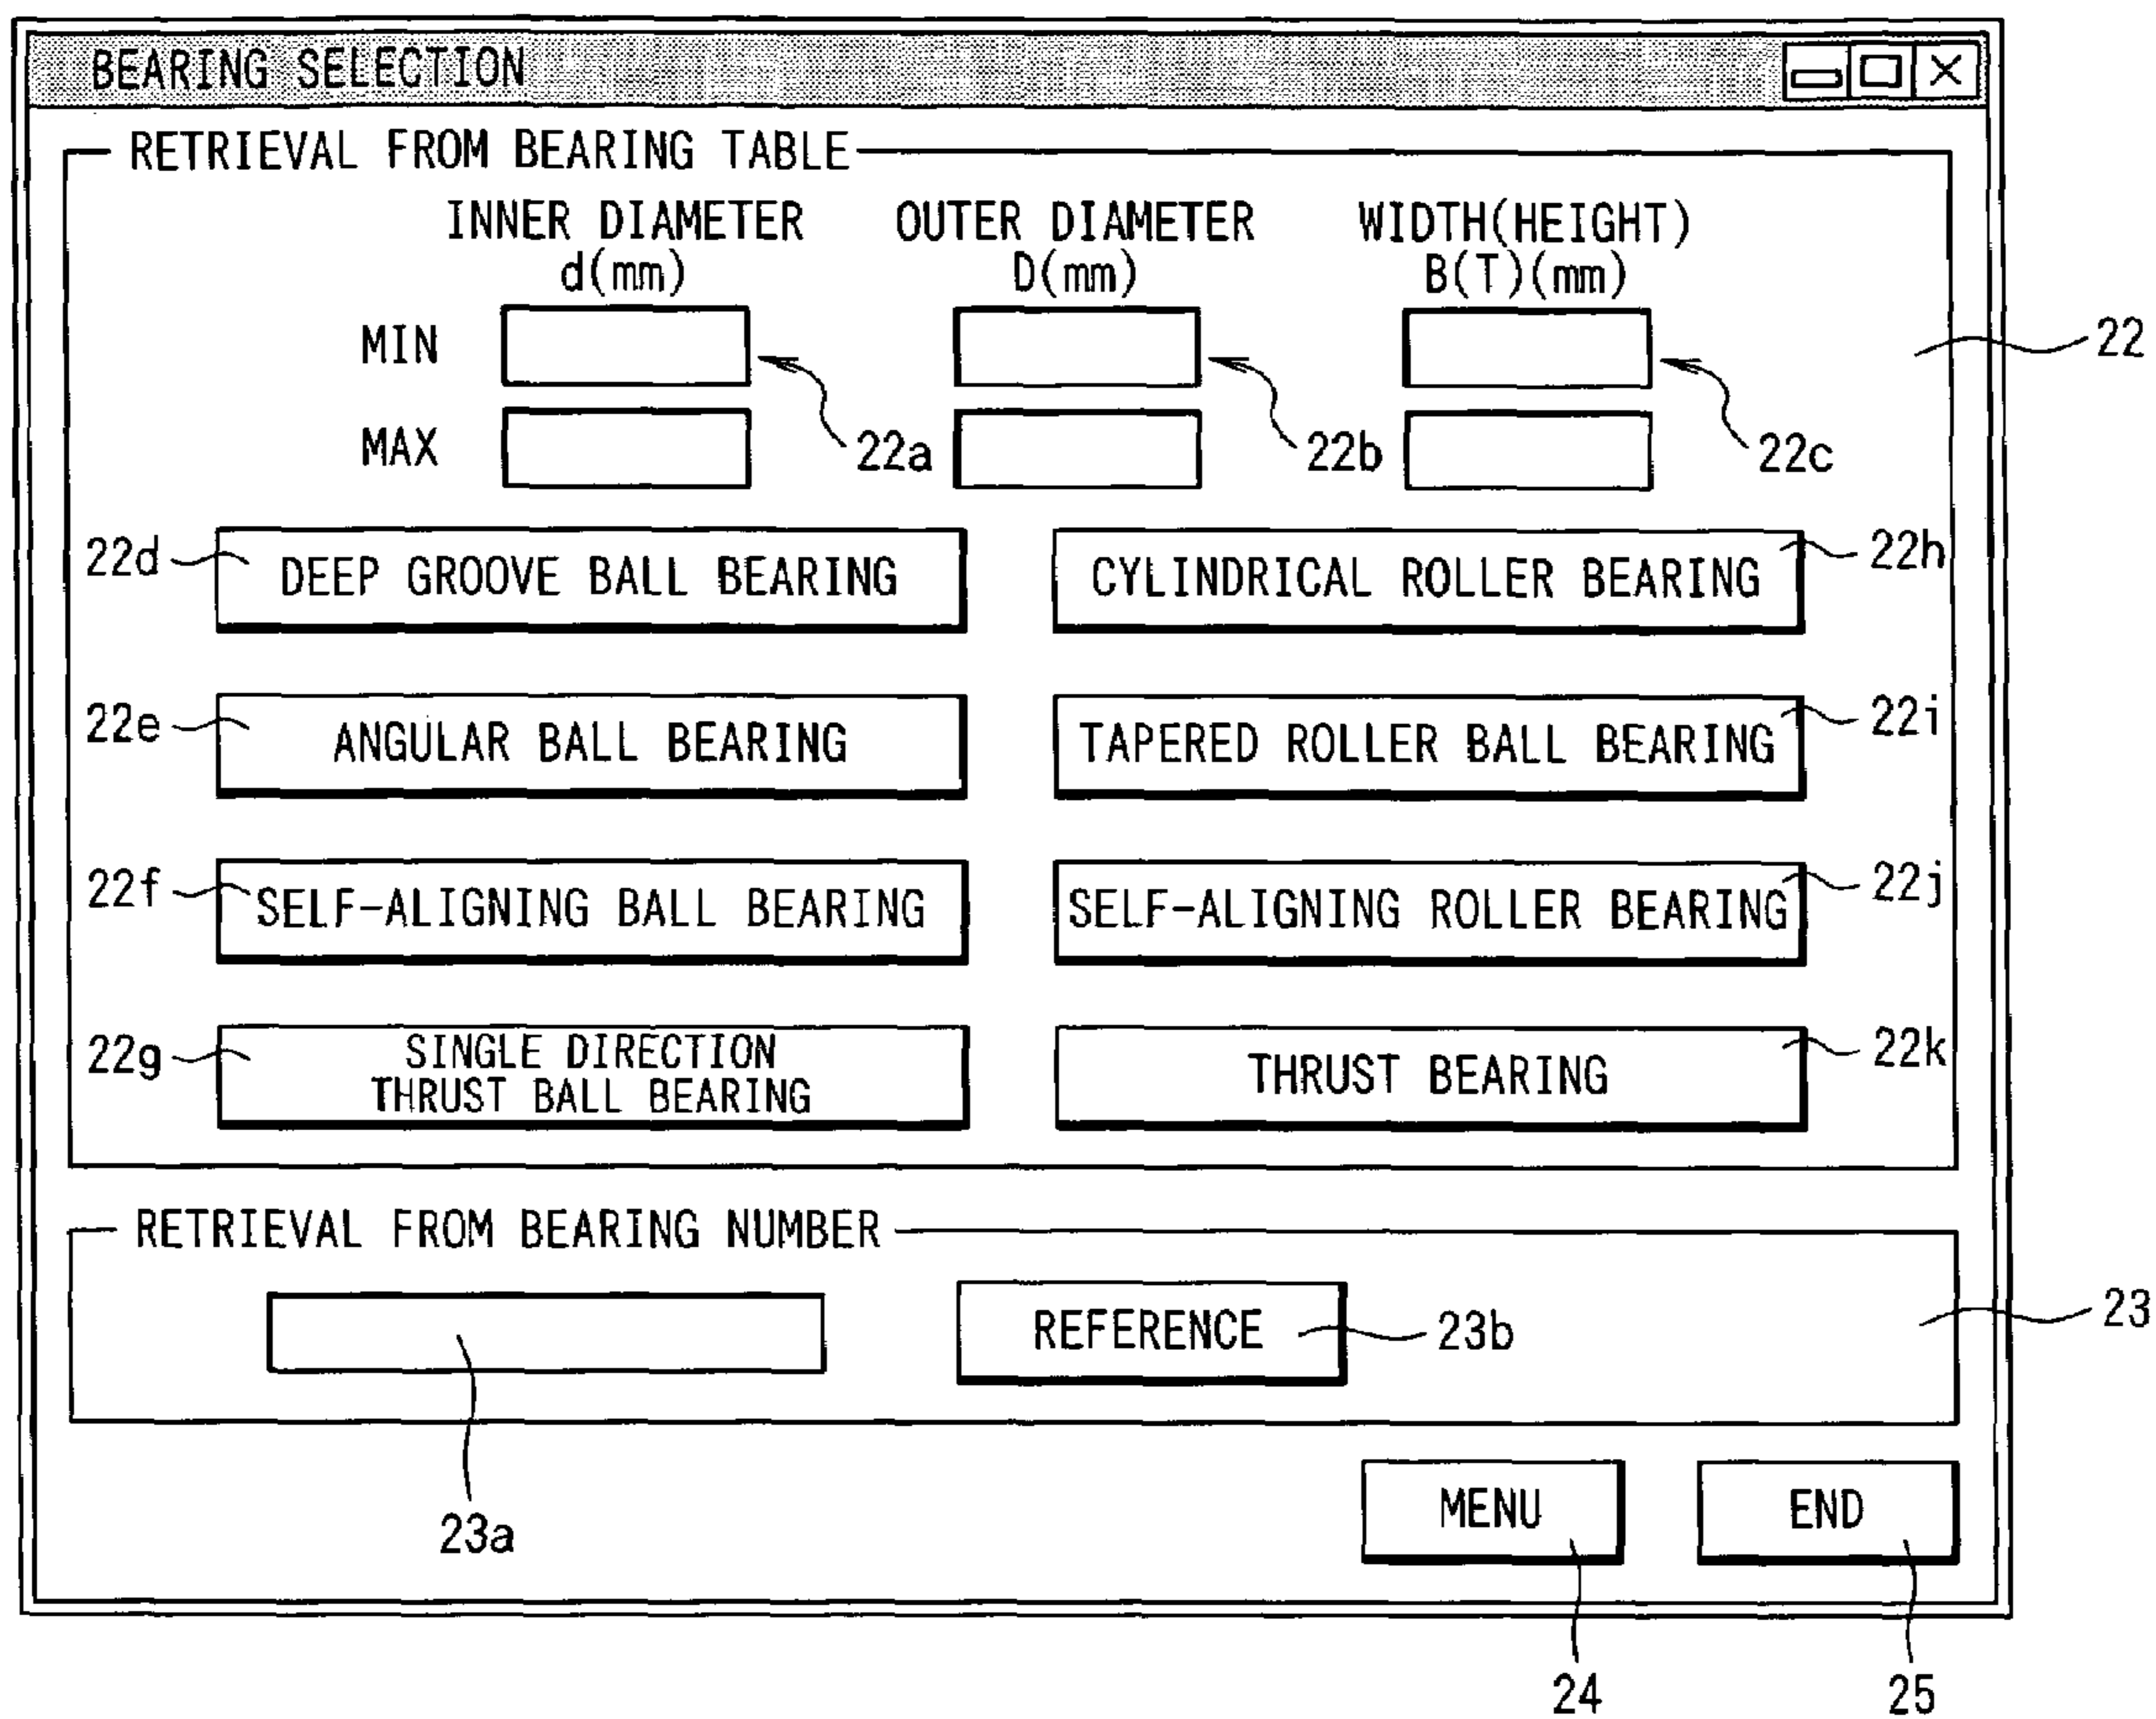 BEARING SELECTION
RETRIEVAL FROM BEARING TABLE
INNER DIAMETER OUTER DIAMETER WIDTH(HEIGHT)
d(mm) D(mm) B(T)(mm)
MIN 22
MAX 22a 22b 22c
22d DEEP GROOVE BALL BEARING CYLINDRICAL ROLLER BEARING 22h
22e ANGULAR BALL BEARING TAPERED ROLLER BALL BEARING 22i
22f SELF-ALIGNING BALL BEARING SELF-ALIGNING ROLLER BEARING 22j
22g SINGLE DIRECTION
THRUST BALL BEARING THRUST BEARING 22k
RETRIEVAL FROM BEARING NUMBER
REFERENCE 23b 23
23a MENU END
24 25